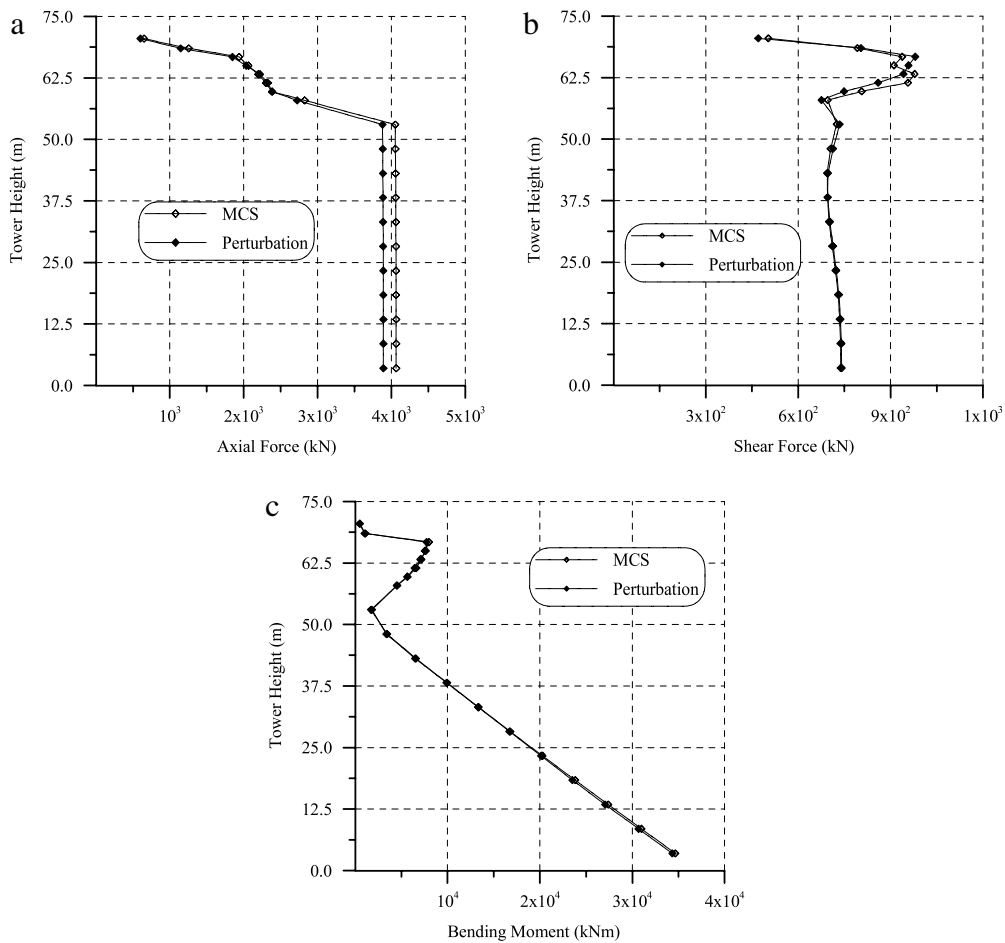 a
75.0
62.5
50.0
37.5
25.0
12.5
0.0
Tower Height (m)
MCS
Perturbation
10³
2x10³
3x10³
4x10³
5x10³
Axial Force (kN)
b
75.0
62.5
50.0
37.5
25.0
12.5
0.0
Tower Height (m)
MCS
Perturbation
3x10²
6x10²
9x10²
1x10³
Shear Force (kN)
c
75.0
62.5
50.0
37.5
25.0
12.5
0.0
Tower Height (m)
MCS
Perturbation
10⁴
2x10⁴
3x10⁴
4x10⁴
Bending Moment (kNm)